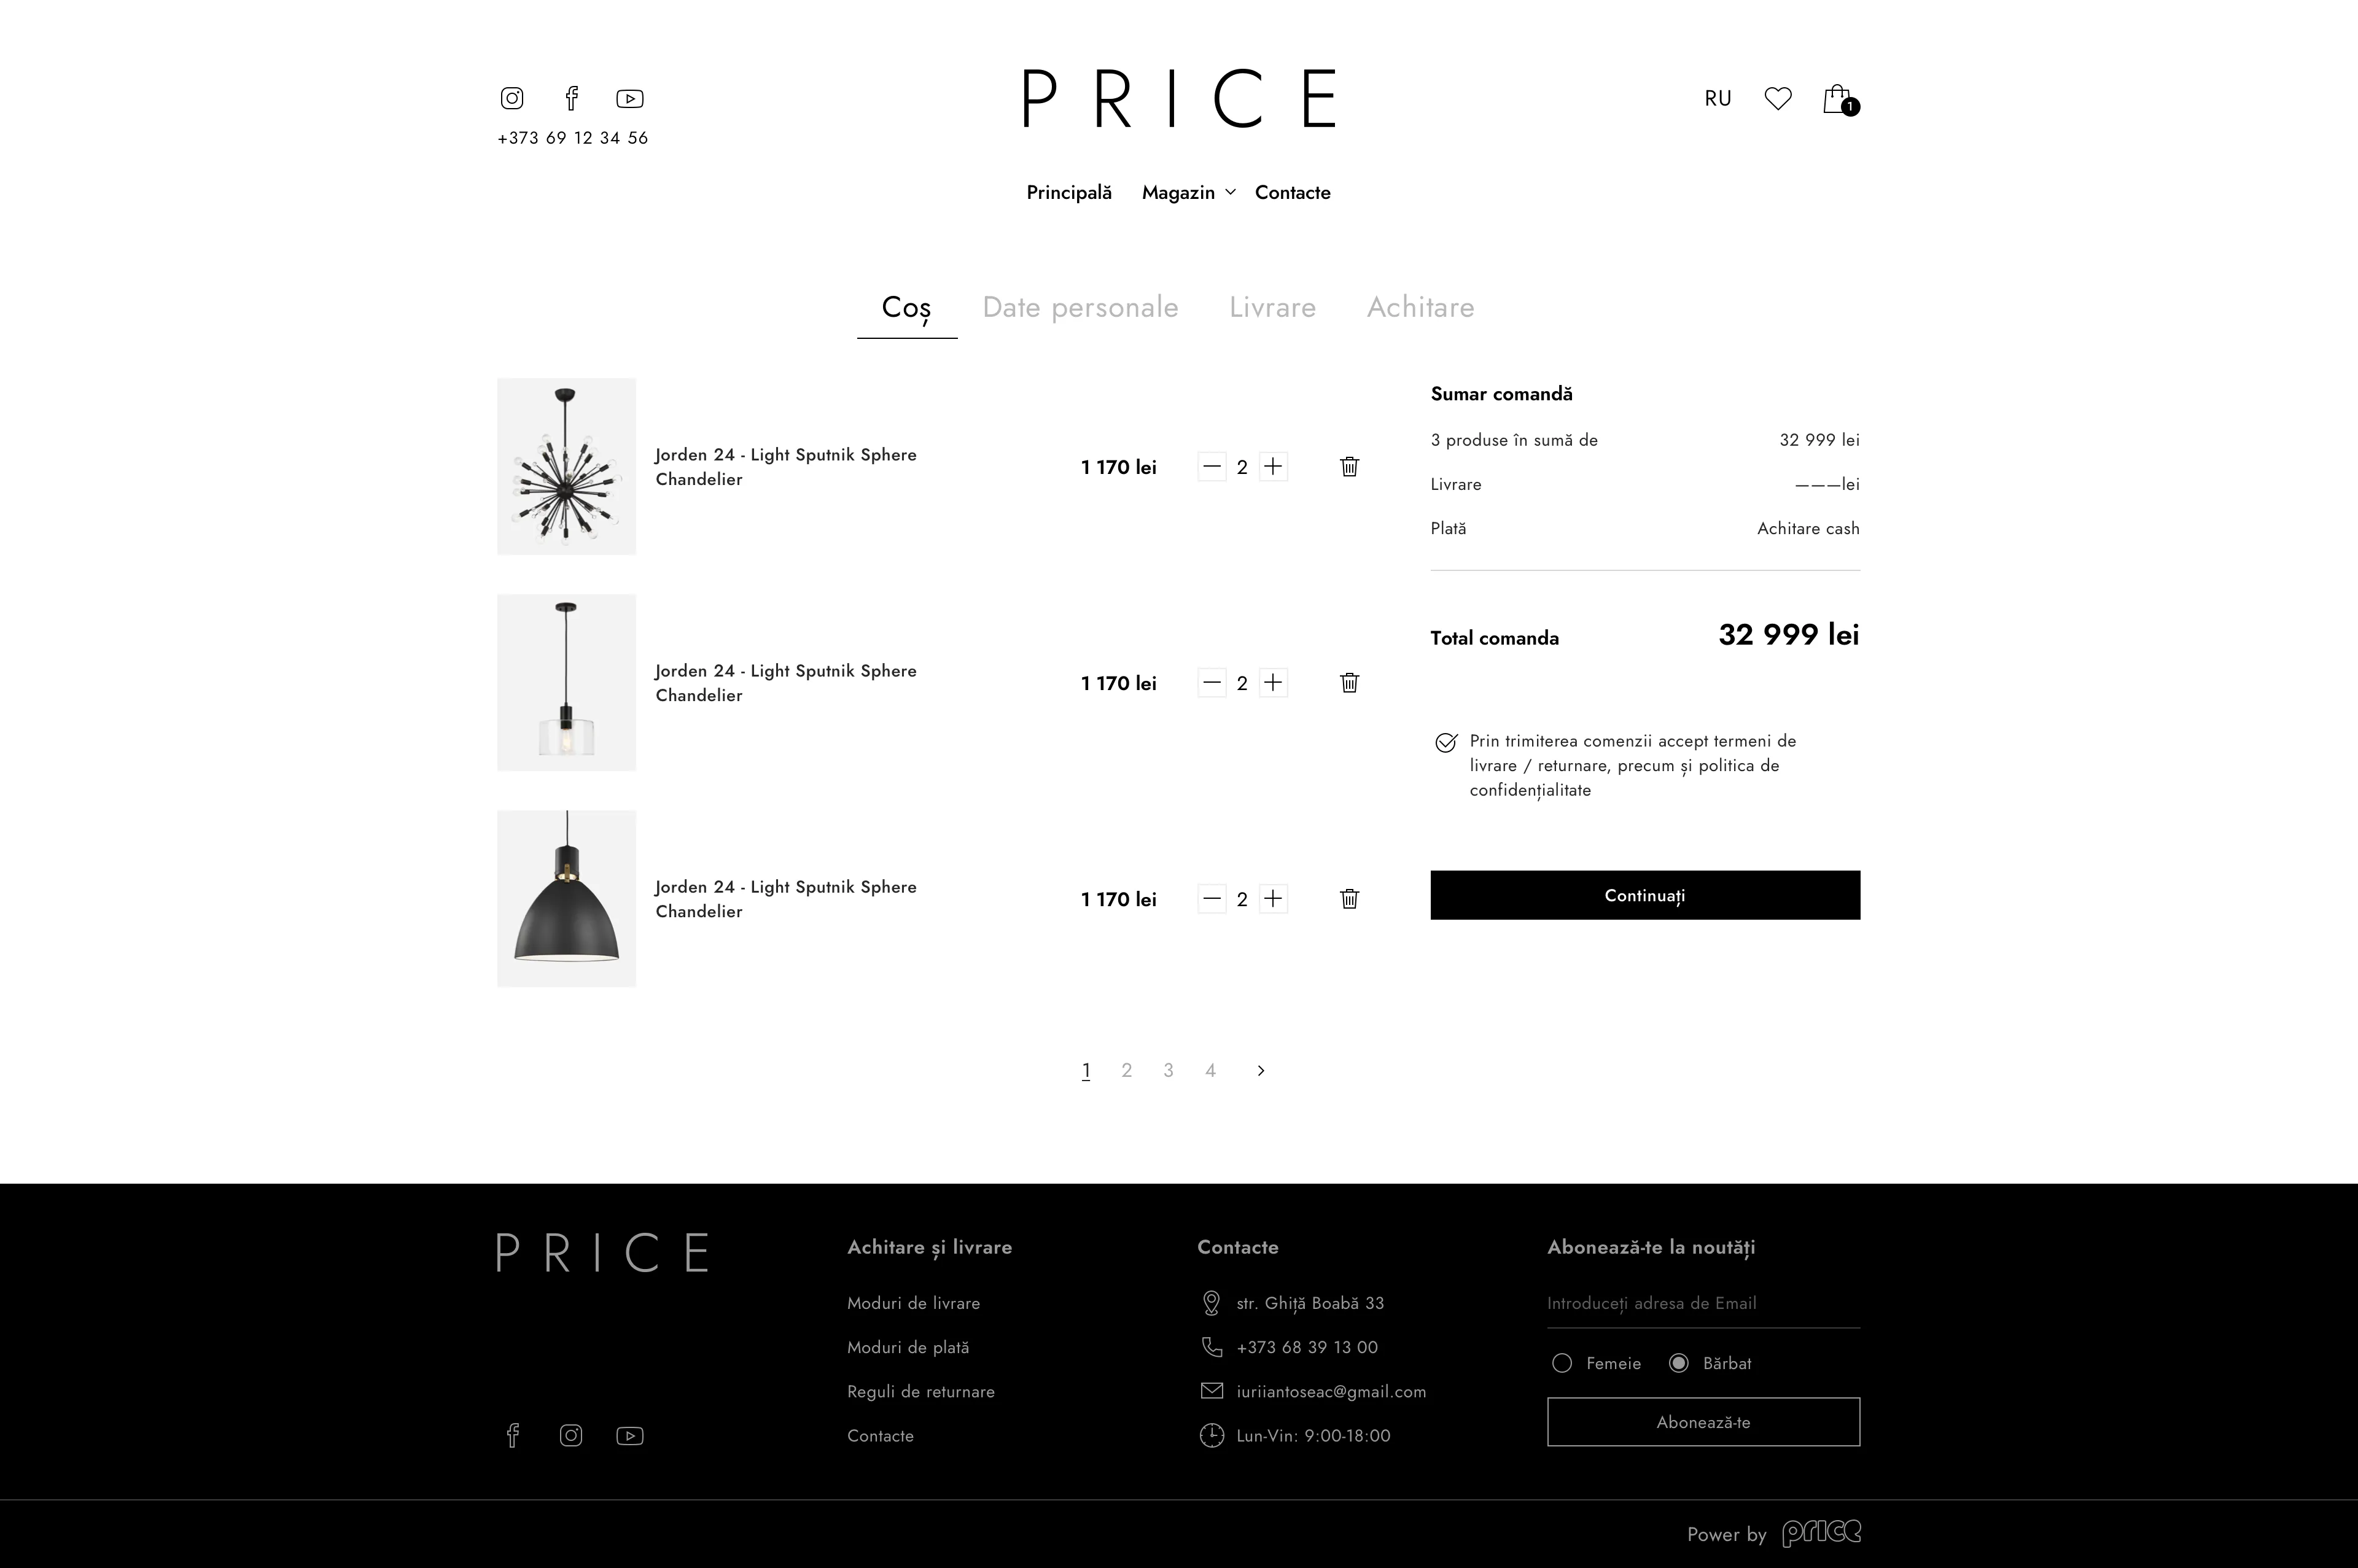 PRICE
RU
1
+373 69 12 34 56
Principală Magazin Contacte
Coș Date personale Livrare Achitare
Jorden 24 - Light Sputnik Sphere
Chandelier
1 170 lei
2
Jorden 24 - Light Sputnik Sphere
Chandelier
1 170 lei
2
Jorden 24 - Light Sputnik Sphere
Chandelier
1 170 lei
2
Sumar comandă
3 produse în sumă de 32 999 lei
Livrare ———lei
Plată Achitare cash
Total comanda 32 999 lei
Prin trimiterea comenzii accept termeni de
livrare / returnare, precum și politica de
confidențialitate
Continuați
1 2 3 4
PRICE
Achitare și livrare
Moduri de livrare
Moduri de plată
Reguli de returnare
Contacte
Contacte
str. Ghiță Boabă 33
+373 68 39 13 00
iuriiantoseac@gmail.com
Lun-Vin: 9:00-18:00
Abonează-te la noutăți
Introduceți adresa de Email
Femeie Bărbat
Abonează-te
Power by price